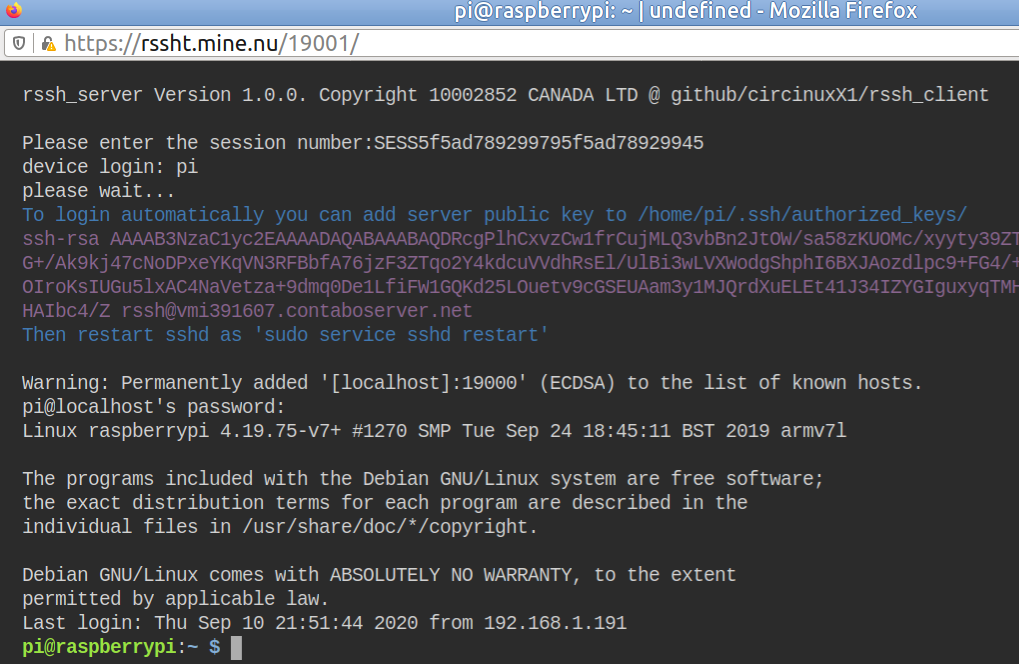 pi@raspberrypi: ~ | undefined - Mozilla Firefox
https://rssht.mine.nu/19001/
rssh_server Version 1.0.0. Copyright 10002852 CANADA LTD @ github/circinuxX1/rssh_client
Please enter the session number:SESS5f5ad789299795f5ad78929945
device login: pi
please wait...
To login automatically you can add server public key to /home/pi/.ssh/authorized_keys/
ssh-rsa AAAAB3NzaC1yc2EAAAADAQABAAABAQDRcgPlhCxvzCw1frCujMLQ3vbBn2JtOW/sa58zKUOMc/xyyty39ZT
G+/Ak9kj47cNoDPxeYKqVN3RFBbfA76jzF3ZTqo2Y4kdcuVVdhRsEl/UlBi3wLVXWodgShphI6BXJAozdlpc9+FG4/+
OIroKsIUGu5lxAC4NaVetza+9dmq0De1LfiFW1GQKd25LOuetv9cGSEUAam3y1MJQrdXuELEt41J34IZYGIguxyqTMH
HAIbc4/Z rssh@vmi391607.contaboserver.net
Then restart sshd as 'sudo service sshd restart'
Warning: Permanently added '[localhost]:19000' (ECDSA) to the list of known hosts.
pi@localhost's password:
Linux raspberrypi 4.19.75-v7+ #1270 SMP Tue Sep 24 18:45:11 BST 2019 armv7l
The programs included with the Debian GNU/Linux system are free software;
the exact distribution terms for each program are described in the
individual files in /usr/share/doc/*/copyright.
Debian GNU/Linux comes with ABSOLUTELY NO WARRANTY, to the extent
permitted by applicable law.
Last login: Thu Sep 10 21:51:44 2020 from 192.168.1.191
pi@raspberrypi:~ $